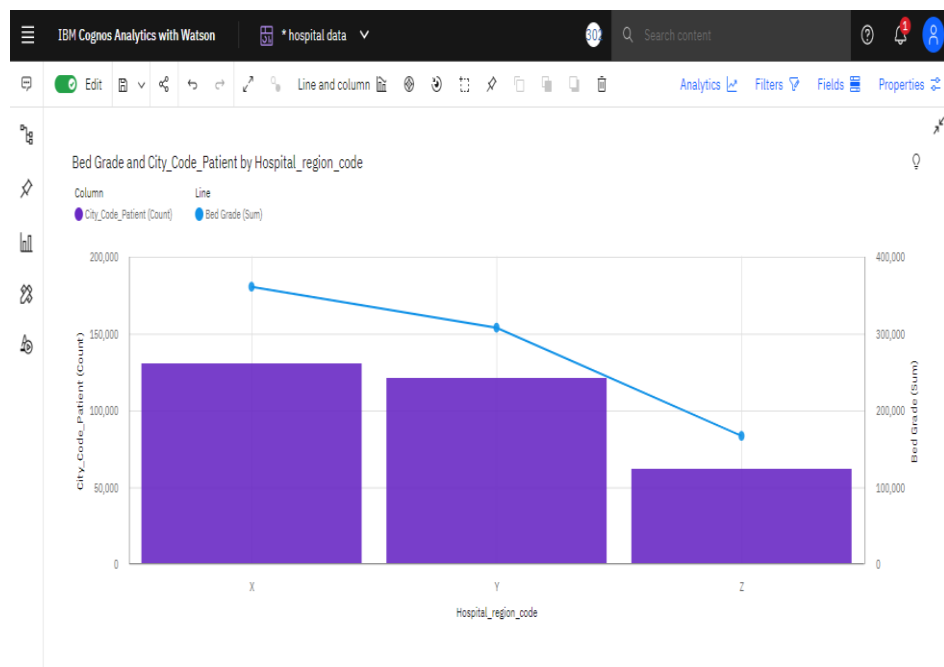 IBM Cognos Analytics with Watson * hospital data Search content 1
Edit Line and column Analytics Filters Fields Properties
Bed Grade and City_Code_Patient by Hospital_region_code
Column Line
City_Code_Patient (Count) Bed Grade (Sum)
200,000 400,000
150,000 300,000
100,000 200,000
50,000 100,000
0 0
City_Code_Patient (Count)
Bed Grade (Sum)
X Y Z
Hospital_region_code